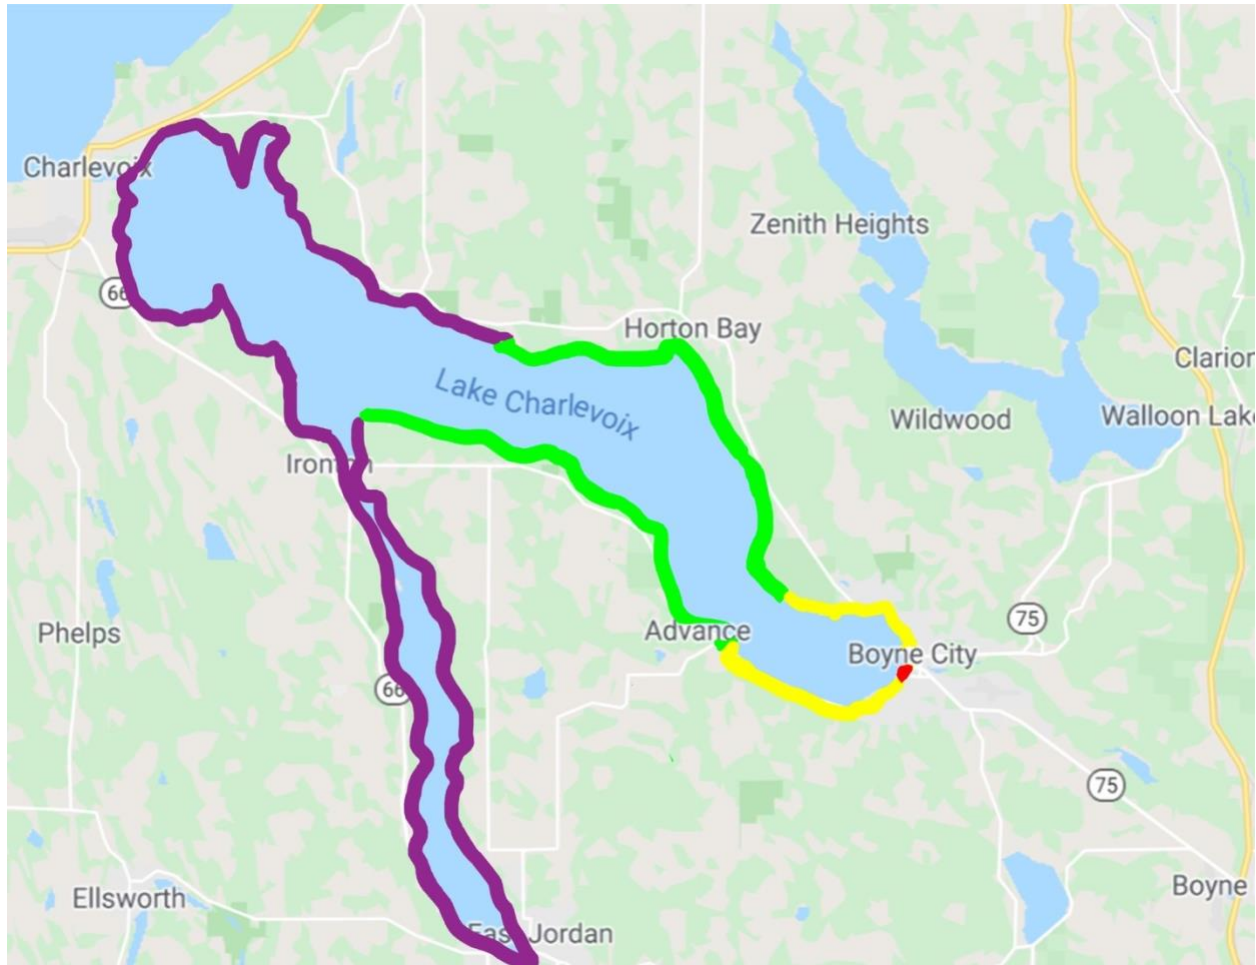 Charlevoix
Zenith Heights
66
Horton Bay
Clarion
Lake Charlevoix
Wildwood
Walloon Lake
Ironton
75
Phelps
Advance
Boyne City
66
75
Ellsworth
Boyne
East Jordan